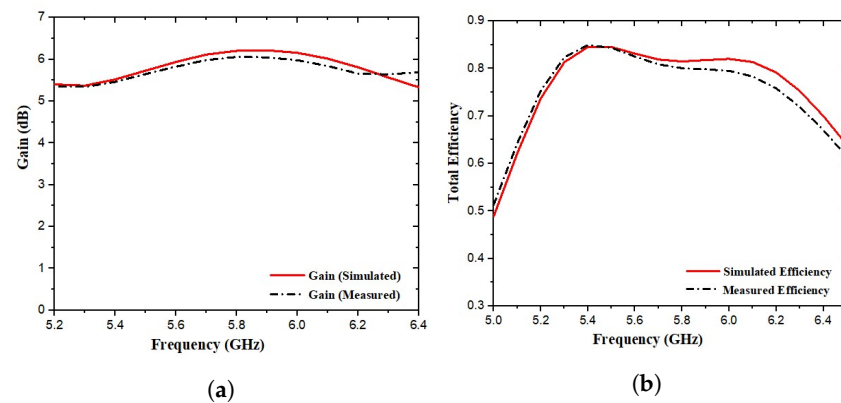 7
6
5
4
3
2
1
0
Gain (dB)
Gain (Simulated)
Gain (Measured)
5.2 5.4 5.6 5.8 6.0 6.2 6.4
Frequency (GHz)
(a)
0.9
0.8
0.7
0.6
0.5
0.4
0.3
Total Efficiency
Simulated Efficiency
Measured Efficiency
5.0 5.2 5.4 5.6 5.8 6.0 6.2 6.4
Frequency (GHz)
(b)